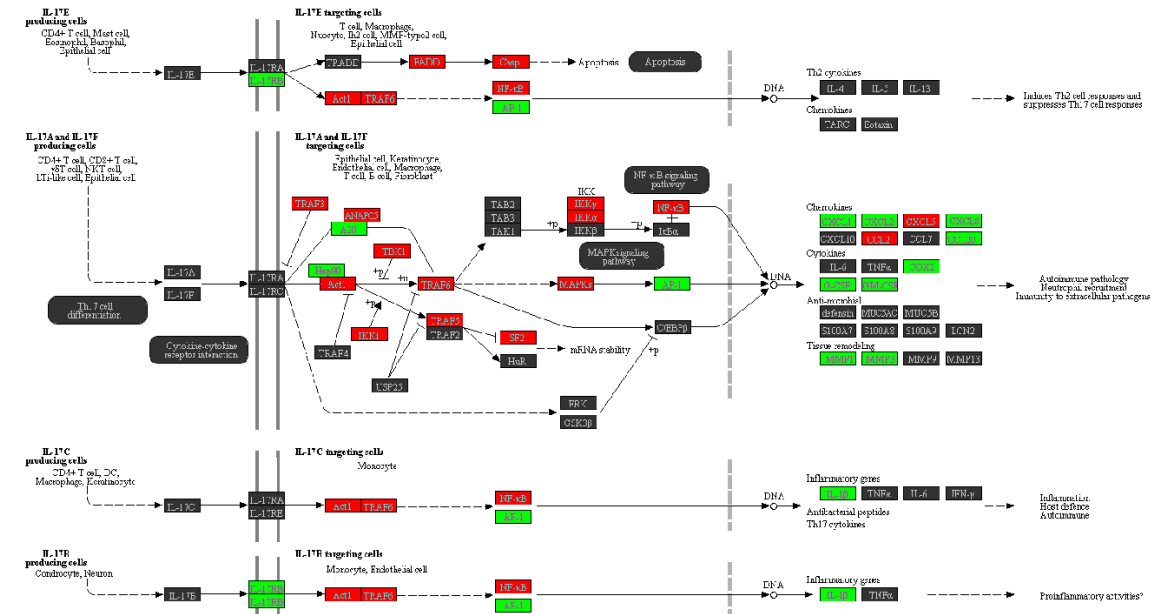 IL-17E
producing cells
CD4+ T cell, Mast cell,
Eosinophil, Basophil,
Epithelial cell
IL-17E
IL-17RA
IL-17RB
IL-17E targeting cells
T cell, Macrophage,
Epithelial cell
TRADD
FADD
Casp
Apoptosis
Apoptosis
Act1
TRAF6
NF-κB
AP-1
DNA
Th2 cytokines
IL-4
IL-5
IL-13
Chemokines
TARC
Eotaxin
Induces Th2 cell responses and
suppresses Th17 cell responses
IL-17A and IL-17F
producing cells
CD4+ T cell, CD8+ T cell,
γδT cell, NKT cell,
LTi-like cell, Epithelial cell
IL-17A and IL-17F
targeting cells
Epithelial cell, Keratinocyte,
Endothelial cell, Macrophage,
T cell, B cell, Fibroblast
NF-κB signaling
pathway
TRAF3
ANAPC5
A20
TAB2
TAB3
TAK1
+p
IKK
IKKγ
IKKα
IKKβ
+p
NF-κB
IκBα
MAPK signaling
pathway
IL-17A
IL-17F
IL-17RA
IL-17RC
Hsp90
Act1
+p
+u
TRAF6
MAPKs
AP-1
DNA
Th17 cell
differentiation
Cytokine-cytokine
receptor interaction
+p
IKKi
TRAF4
TRAF5
TRAF2
SF2
HuR
mRNA stability
USP25
C/EBPβ
+p
ERK
GSK3β
Chemokines
CXCL1
CXCL2
CXCL5
CXCL8
CXCL10
CCL2
CCL7
CCL20
Cytokines
IL-6
TNFα
COX2
G-CSF
GM-CSF
Anti-microbial
defensin
MUC5AC
MUC5B
S100A7
S100A8
S100A9
LCN2
Tissue remodeling
MMP1
MMP3
MMP9
MMP13
Autoimmune pathology
Neutrophil recruitment
Immunity to extracellular pathogens
IL-17C
producing cells
CD4+ T cell, DC,
Macrophage, Keratinocyte
IL-17C
IL-17RA
IL-17RE
IL-17C targeting cells
Monocyte
Act1
TRAF6
NF-κB
AP-1
DNA
Inflammatory genes
IL-1β
TNFα
IL-6
IFN-γ
Antibacterial peptides
Th17 cytokines
Inflammation
Host defence
Autoimmune
IL-17B
producing cells
Condrocyte, Neuron
IL-17B
IL-17RB
IL-17RB
IL-17B targeting cells
Monocyte, Endothelial cell
Act1
TRAF6
NF-κB
AP-1
DNA
Inflammatory genes
IL-1β
TNFα
Proinflammatory activities?